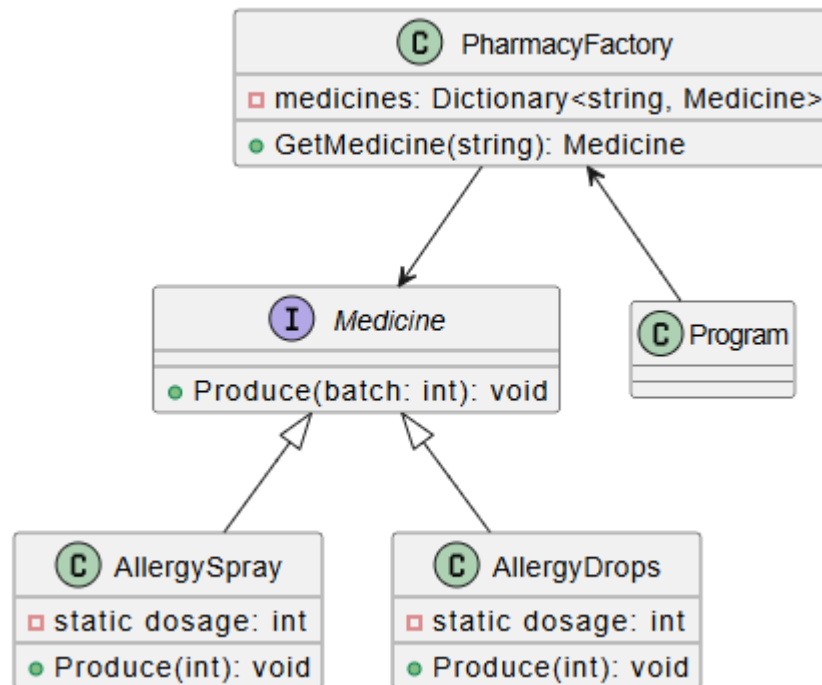 C PharmacyFactory
medicines: Dictionary<string, Medicine>
GetMedicine(string): Medicine
I Medicine
Produce(batch: int): void
C Program
C AllergySpray
static dosage: int
Produce(int): void
C AllergyDrops
static dosage: int
Produce(int): void